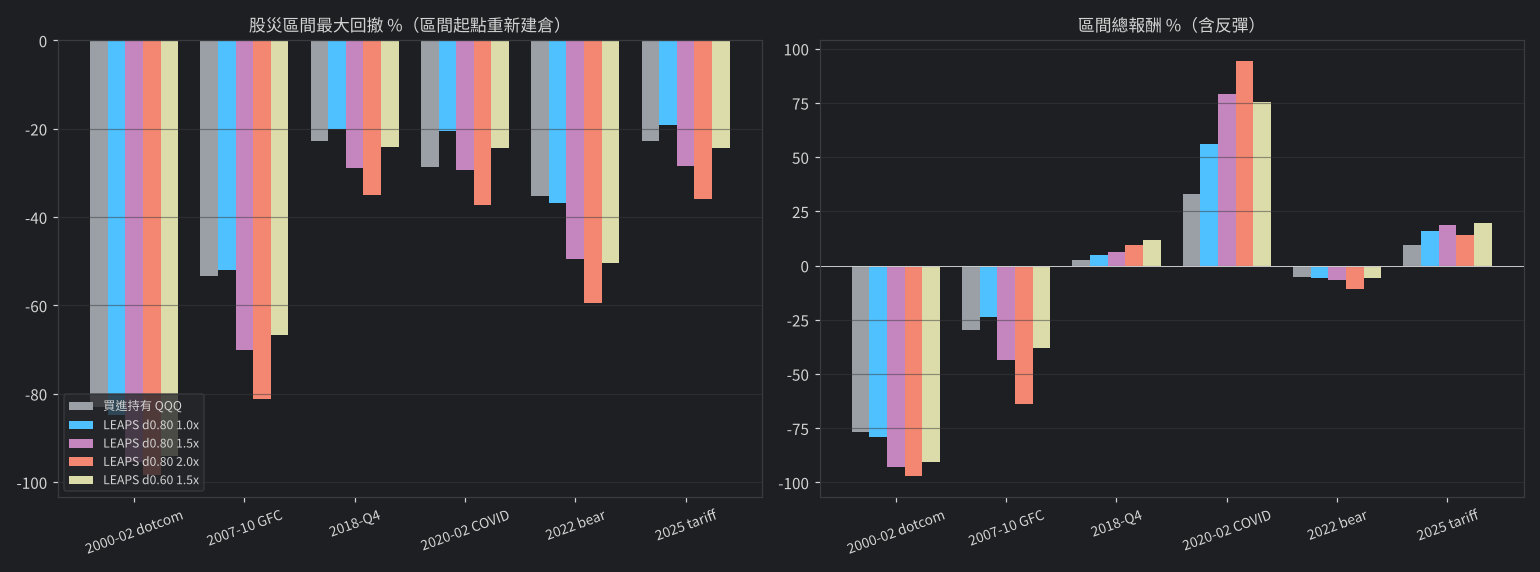 股災區間最大回撤 %（區間起點重新建倉）
0
-20
-40
-60
-80
-100
買進持有 QQQ
LEAPS d0.80 1.0x
LEAPS d0.80 1.5x
LEAPS d0.80 2.0x
LEAPS d0.60 1.5x
2000-02 dotcom
2007-10 GFC
2018-Q4
2020-02 COVID
2022 bear
2025 tariff
區間總報酬 %（含反彈）
100
75
50
25
0
-25
-50
-75
-100
2000-02 dotcom
2007-10 GFC
2018-Q4
2020-02 COVID
2022 bear
2025 tariff